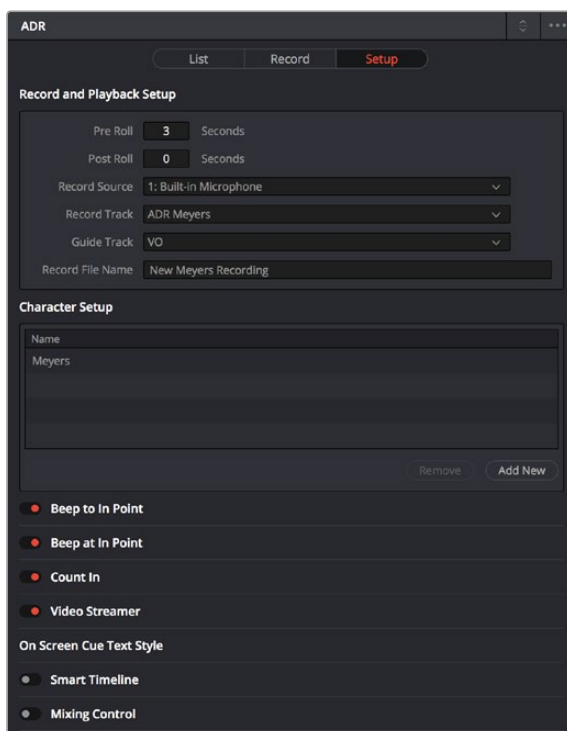 ADR
List Record Setup
Record and Playback Setup
Pre Roll 3 Seconds
Post Roll 0 Seconds
Record Source 1: Built-in Microphone
Record Track ADR Meyers
Guide Track VO
Record File Name New Meyers Recording
Character Setup
Name
Meyers
Remove Add New
Beep to In Point
Beep at In Point
Count In
Video Streamer
On Screen Cue Text Style
Smart Timeline
Mixing Control